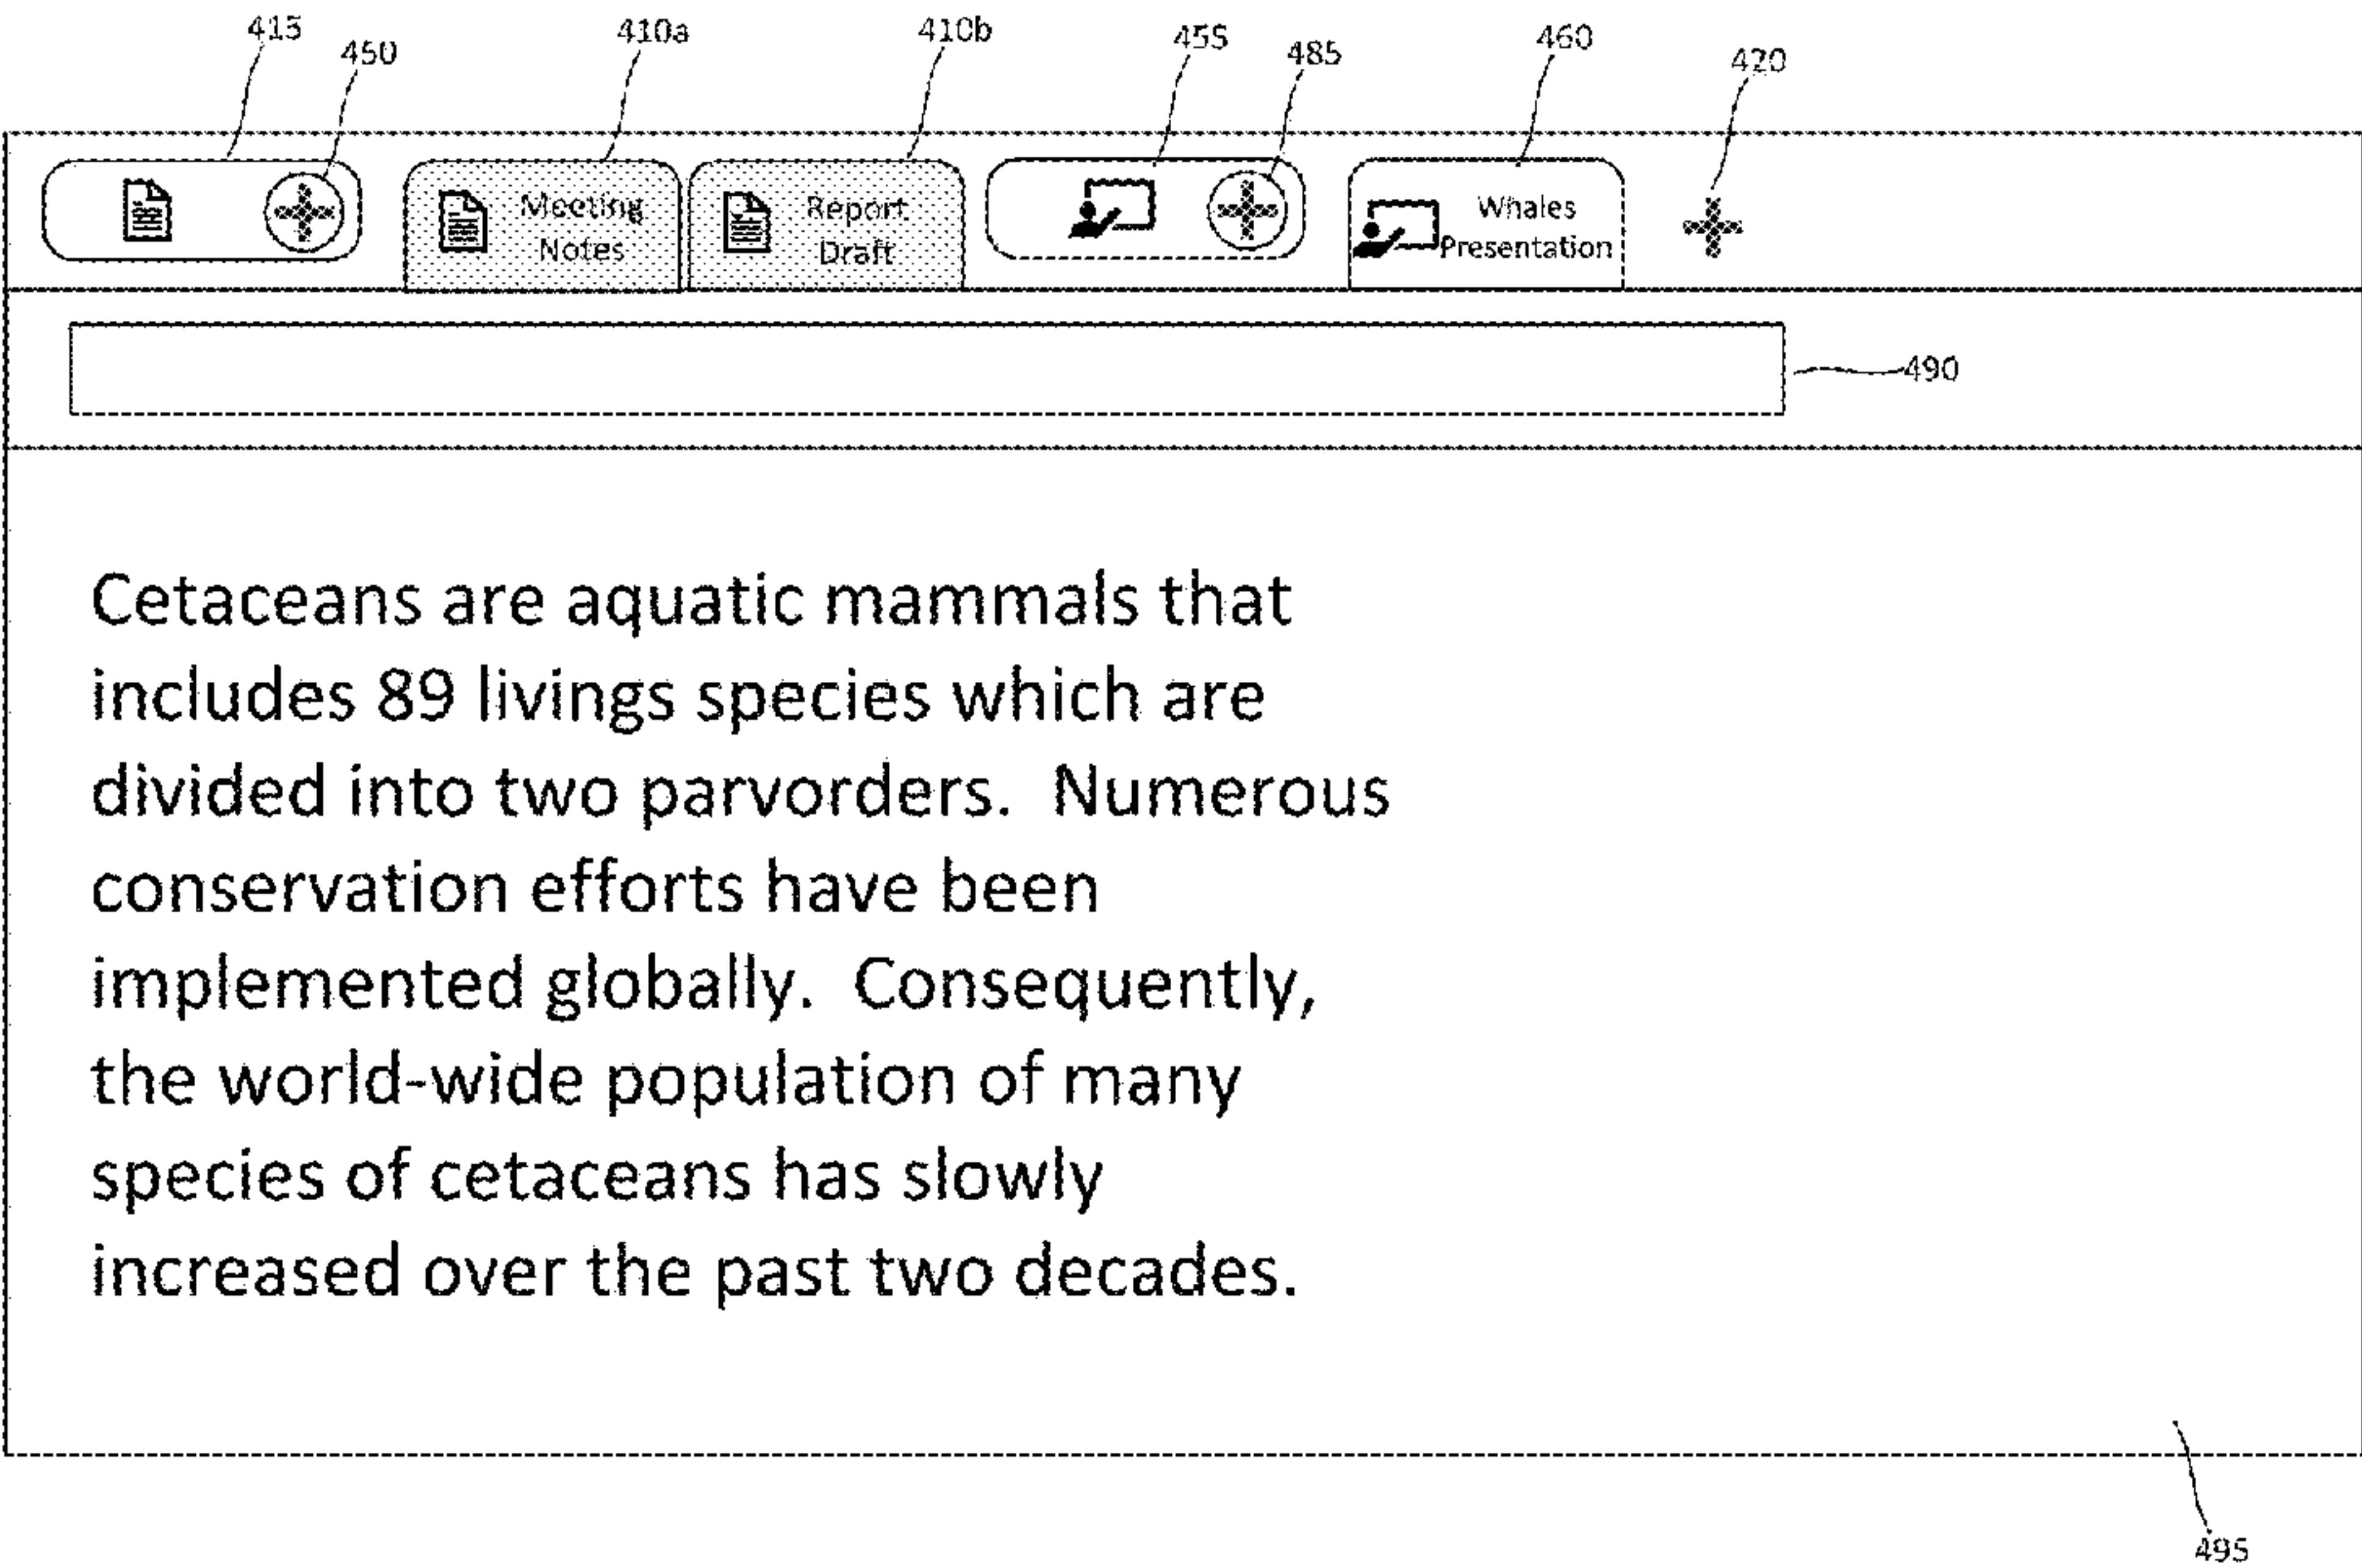 415
450
410a
410b
455
485
460
420
Meeting
Notes
Report
Draft
Whales
Presentation
490
Cetaceans are aquatic mammals that
includes 89 livings species which are
divided into two parvorders.  Numerous
conservation efforts have been
implemented globally.  Consequently,
the world-wide population of many
species of cetaceans has slowly
increased over the past two decades.
495